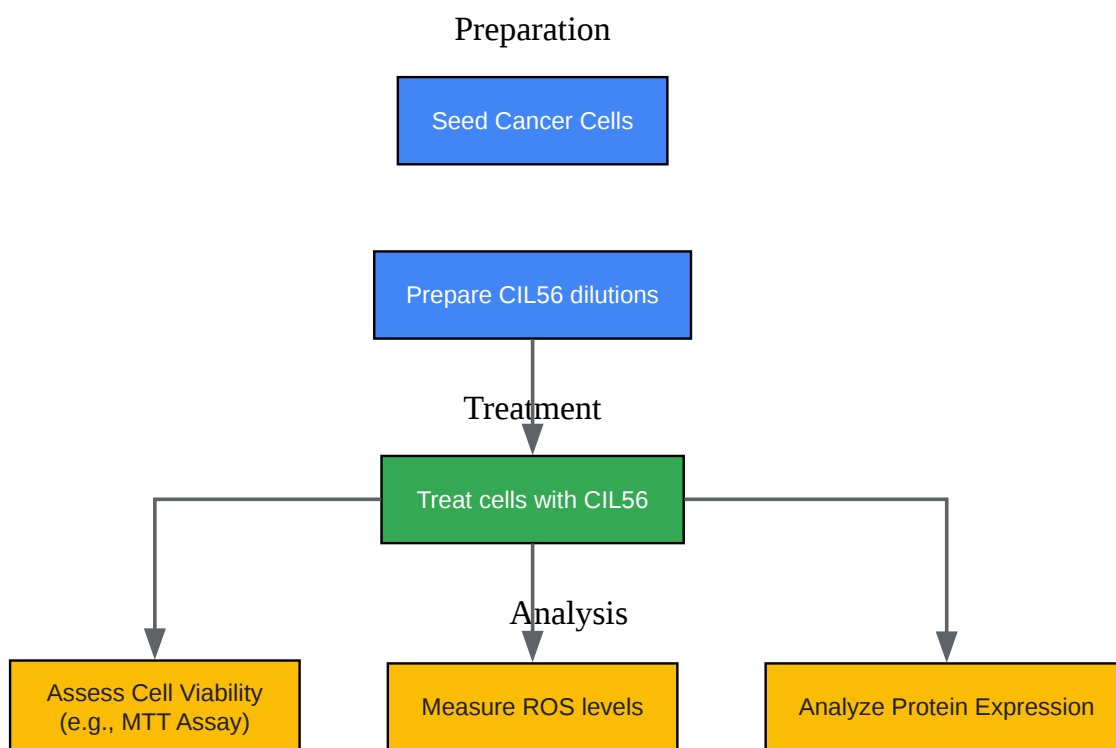 Preparation
Seed Cancer Cells
Prepare CIL56 dilutions
Treatment
Treat cells with CIL56
Analysis
Assess Cell Viability
(e.g., MTT Assay)
Measure ROS levels
Analyze Protein Expression